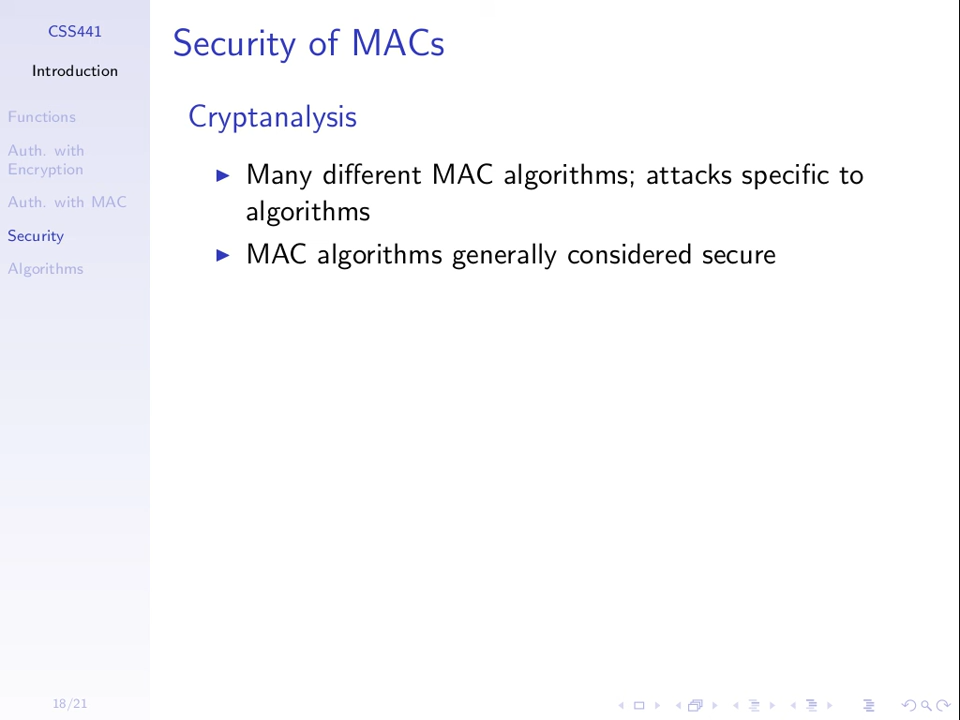 CSS441
Introduction
Functions
Auth. with
Encryption
Auth. with MAC
Security
Algorithms
Security of MACs
Cryptanalysis
Many different MAC algorithms; attacks specific to
algorithms
MAC algorithms generally considered secure
18/21